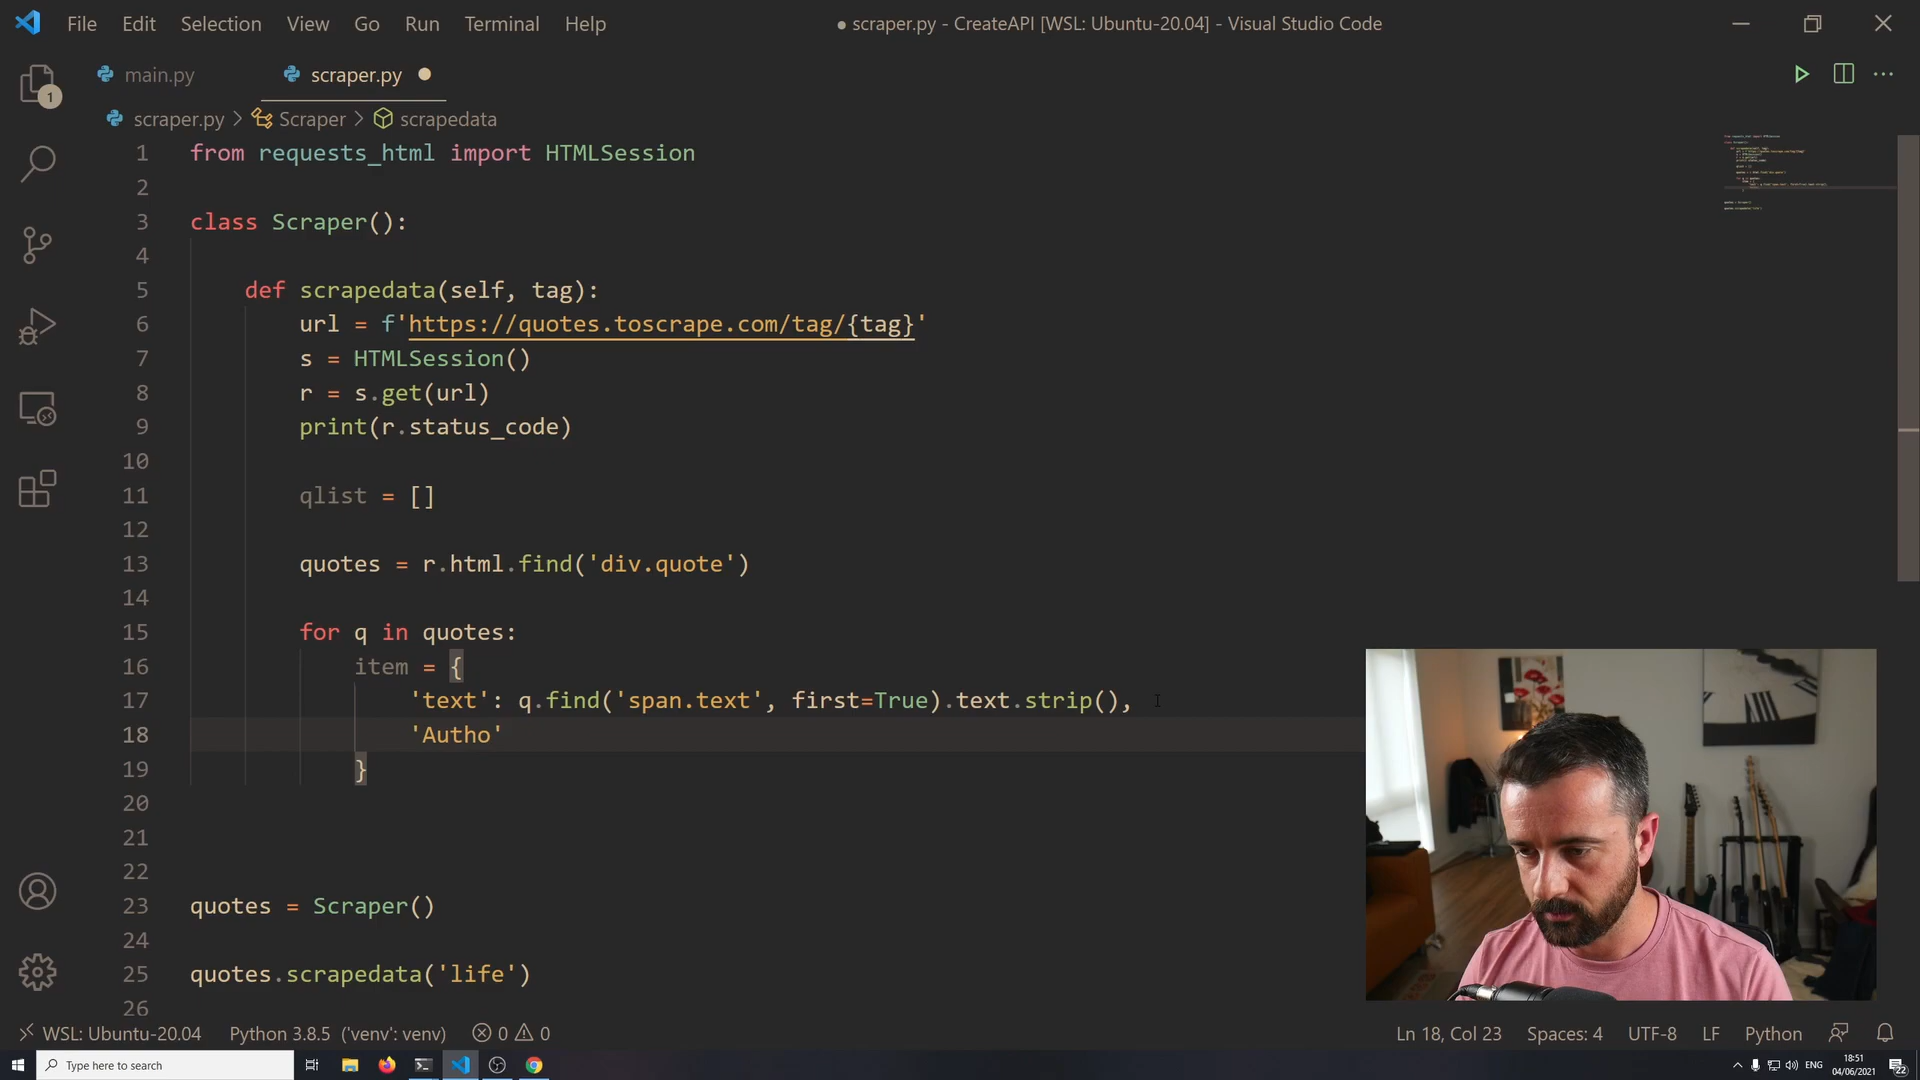 File Edit Selection View Go Run Terminal Help
● scraper.py - CreateAPI [WSL: Ubuntu-20.04] - Visual Studio Code
main.py scraper.py
scraper.py > Scraper > scrapedata
1 from requests_html import HTMLSession
2
3 class Scraper():
4
5 def scrapedata(self, tag):
6 url = f'https://quotes.toscrape.com/tag/{tag}'
7 s = HTMLSession()
8 r = s.get(url)
9 print(r.status_code)
10
11 qlist = []
12
13 quotes = r.html.find('div.quote')
14
15 for q in quotes:
16 item = {
17 'text': q.find('span.text', first=True).text.strip(),
18 'Autho'
19 }
20
21
22
23 quotes = Scraper()
24
25 quotes.scrapedata('life')
26
1
WSL: Ubuntu-20.04 Python 3.8.5 ('venv': venv) 0 0 Ln 18, Col 23 Spaces: 4 UTF-8 LF Python
Type here to search
ENG
18:51
04/06/2021
22